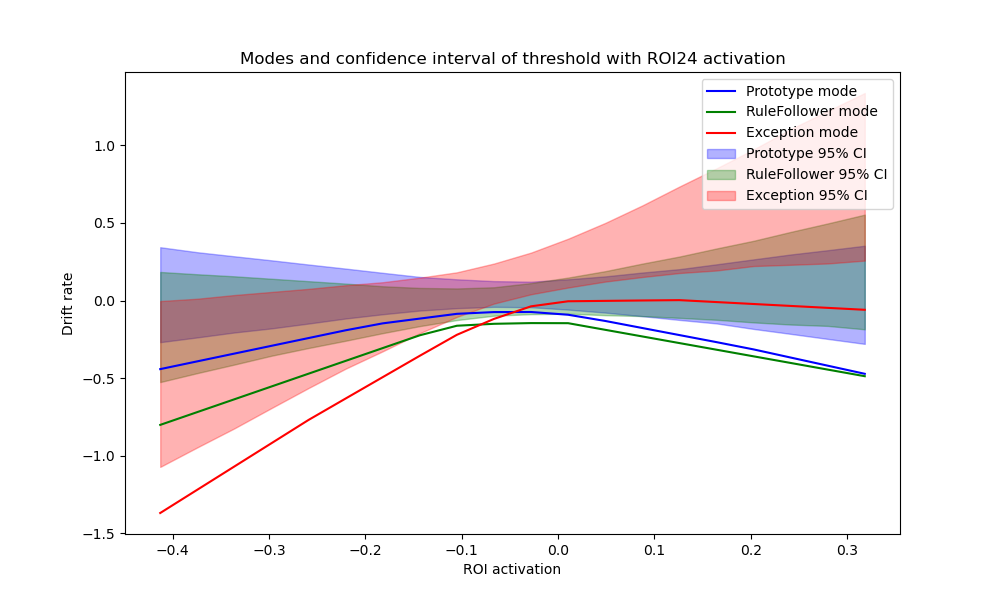 Modes and confidence interval of threshold with ROI24 activation
Prototype mode
RuleFollower mode
Exception mode
Prototype 95% CI
RuleFollower 95% CI
Exception 95% CI
Drift rate
1.0
0.5
0.0
−0.5
−1.0
−1.5
−0.4 −0.3 −0.2 −0.1 0.0 0.1 0.2 0.3
ROI activation